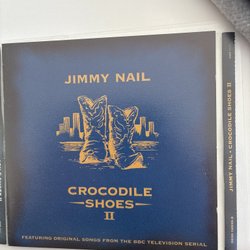 JIMMY NAIL
CROCODILE
SHOES
II
FEATURING ORIGINAL SONGS FROM THE BBC TELEVISION SERIAL
JIMMY NAIL • CROCODILE SHOES II